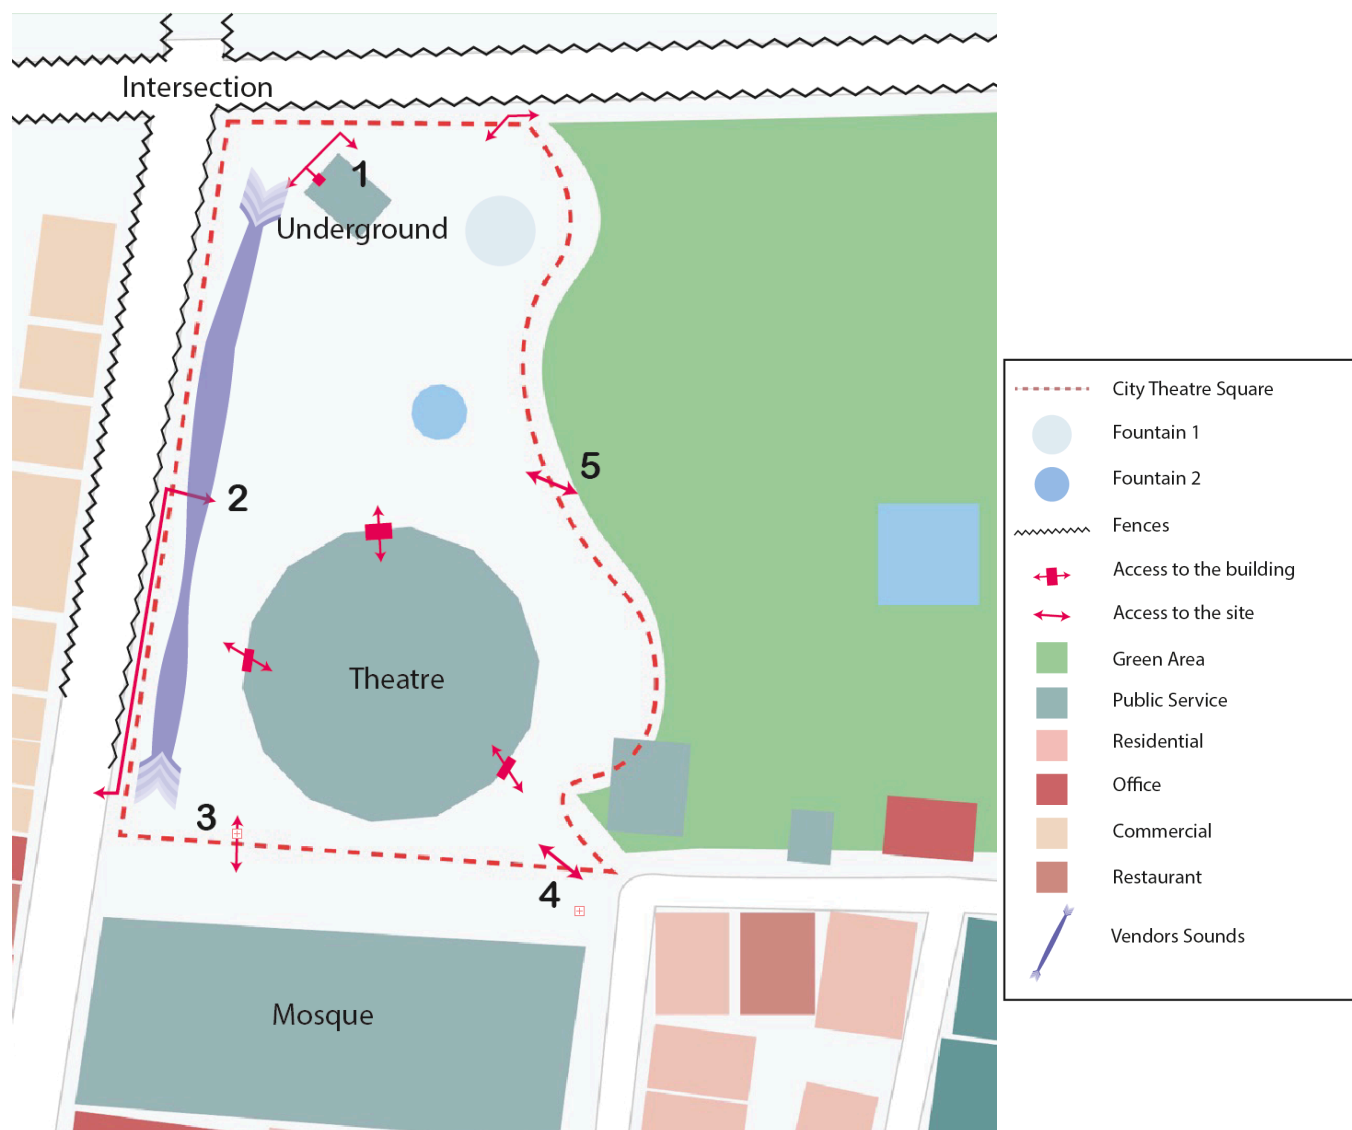 Intersection
1
Underground
5
2
Theatre
3
4
Mosque
City Theatre Square
Fountain 1
Fountain 2
Fences
Access to the building
Access to the site
Green Area
Public Service
Residential
Office
Commercial
Restaurant
Vendors Sounds